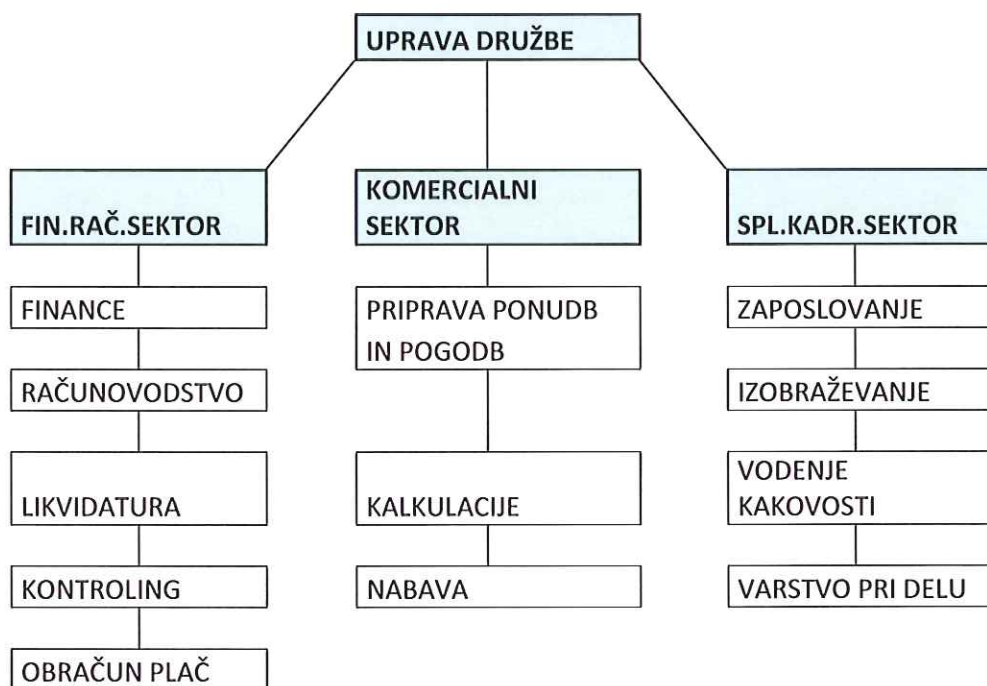 UPRAVA DRUŽBE
FIN.RAČ.SEKTOR
FINANCE
RAČUNOVODSTVO
LIKVIDATURA
KONTROLING
OBRAČUN PLAČ
KOMERCIALNI
SEKTOR
PRIPRAVA PONUDB
IN POGODB
KALKULACIJE
NABAVA
SPL.KADR.SEKTOR
ZAPOSLOVANJE
IZOBRAŽEVANJE
VODENJE
KAKOVOSTI
VARSTVO PRI DELU